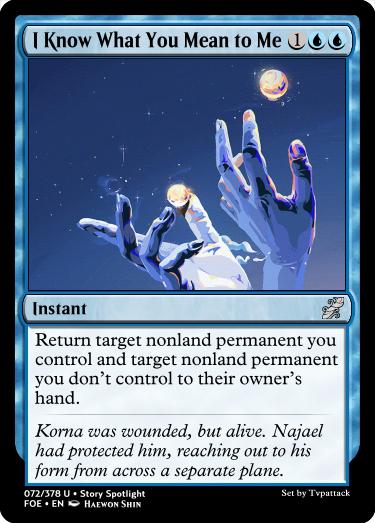 I Know What You Mean to Me 1
Instant
Return target nonland permanent you
control and target nonland permanent
you don't control to their owner's
hand.
Korna was wounded, but alive. Najael
had protected him, reaching out to his
form from across a separate plane.
072/378 U • Story Spotlight
FOE • EN Haewon Shin
Set by Tvpattack